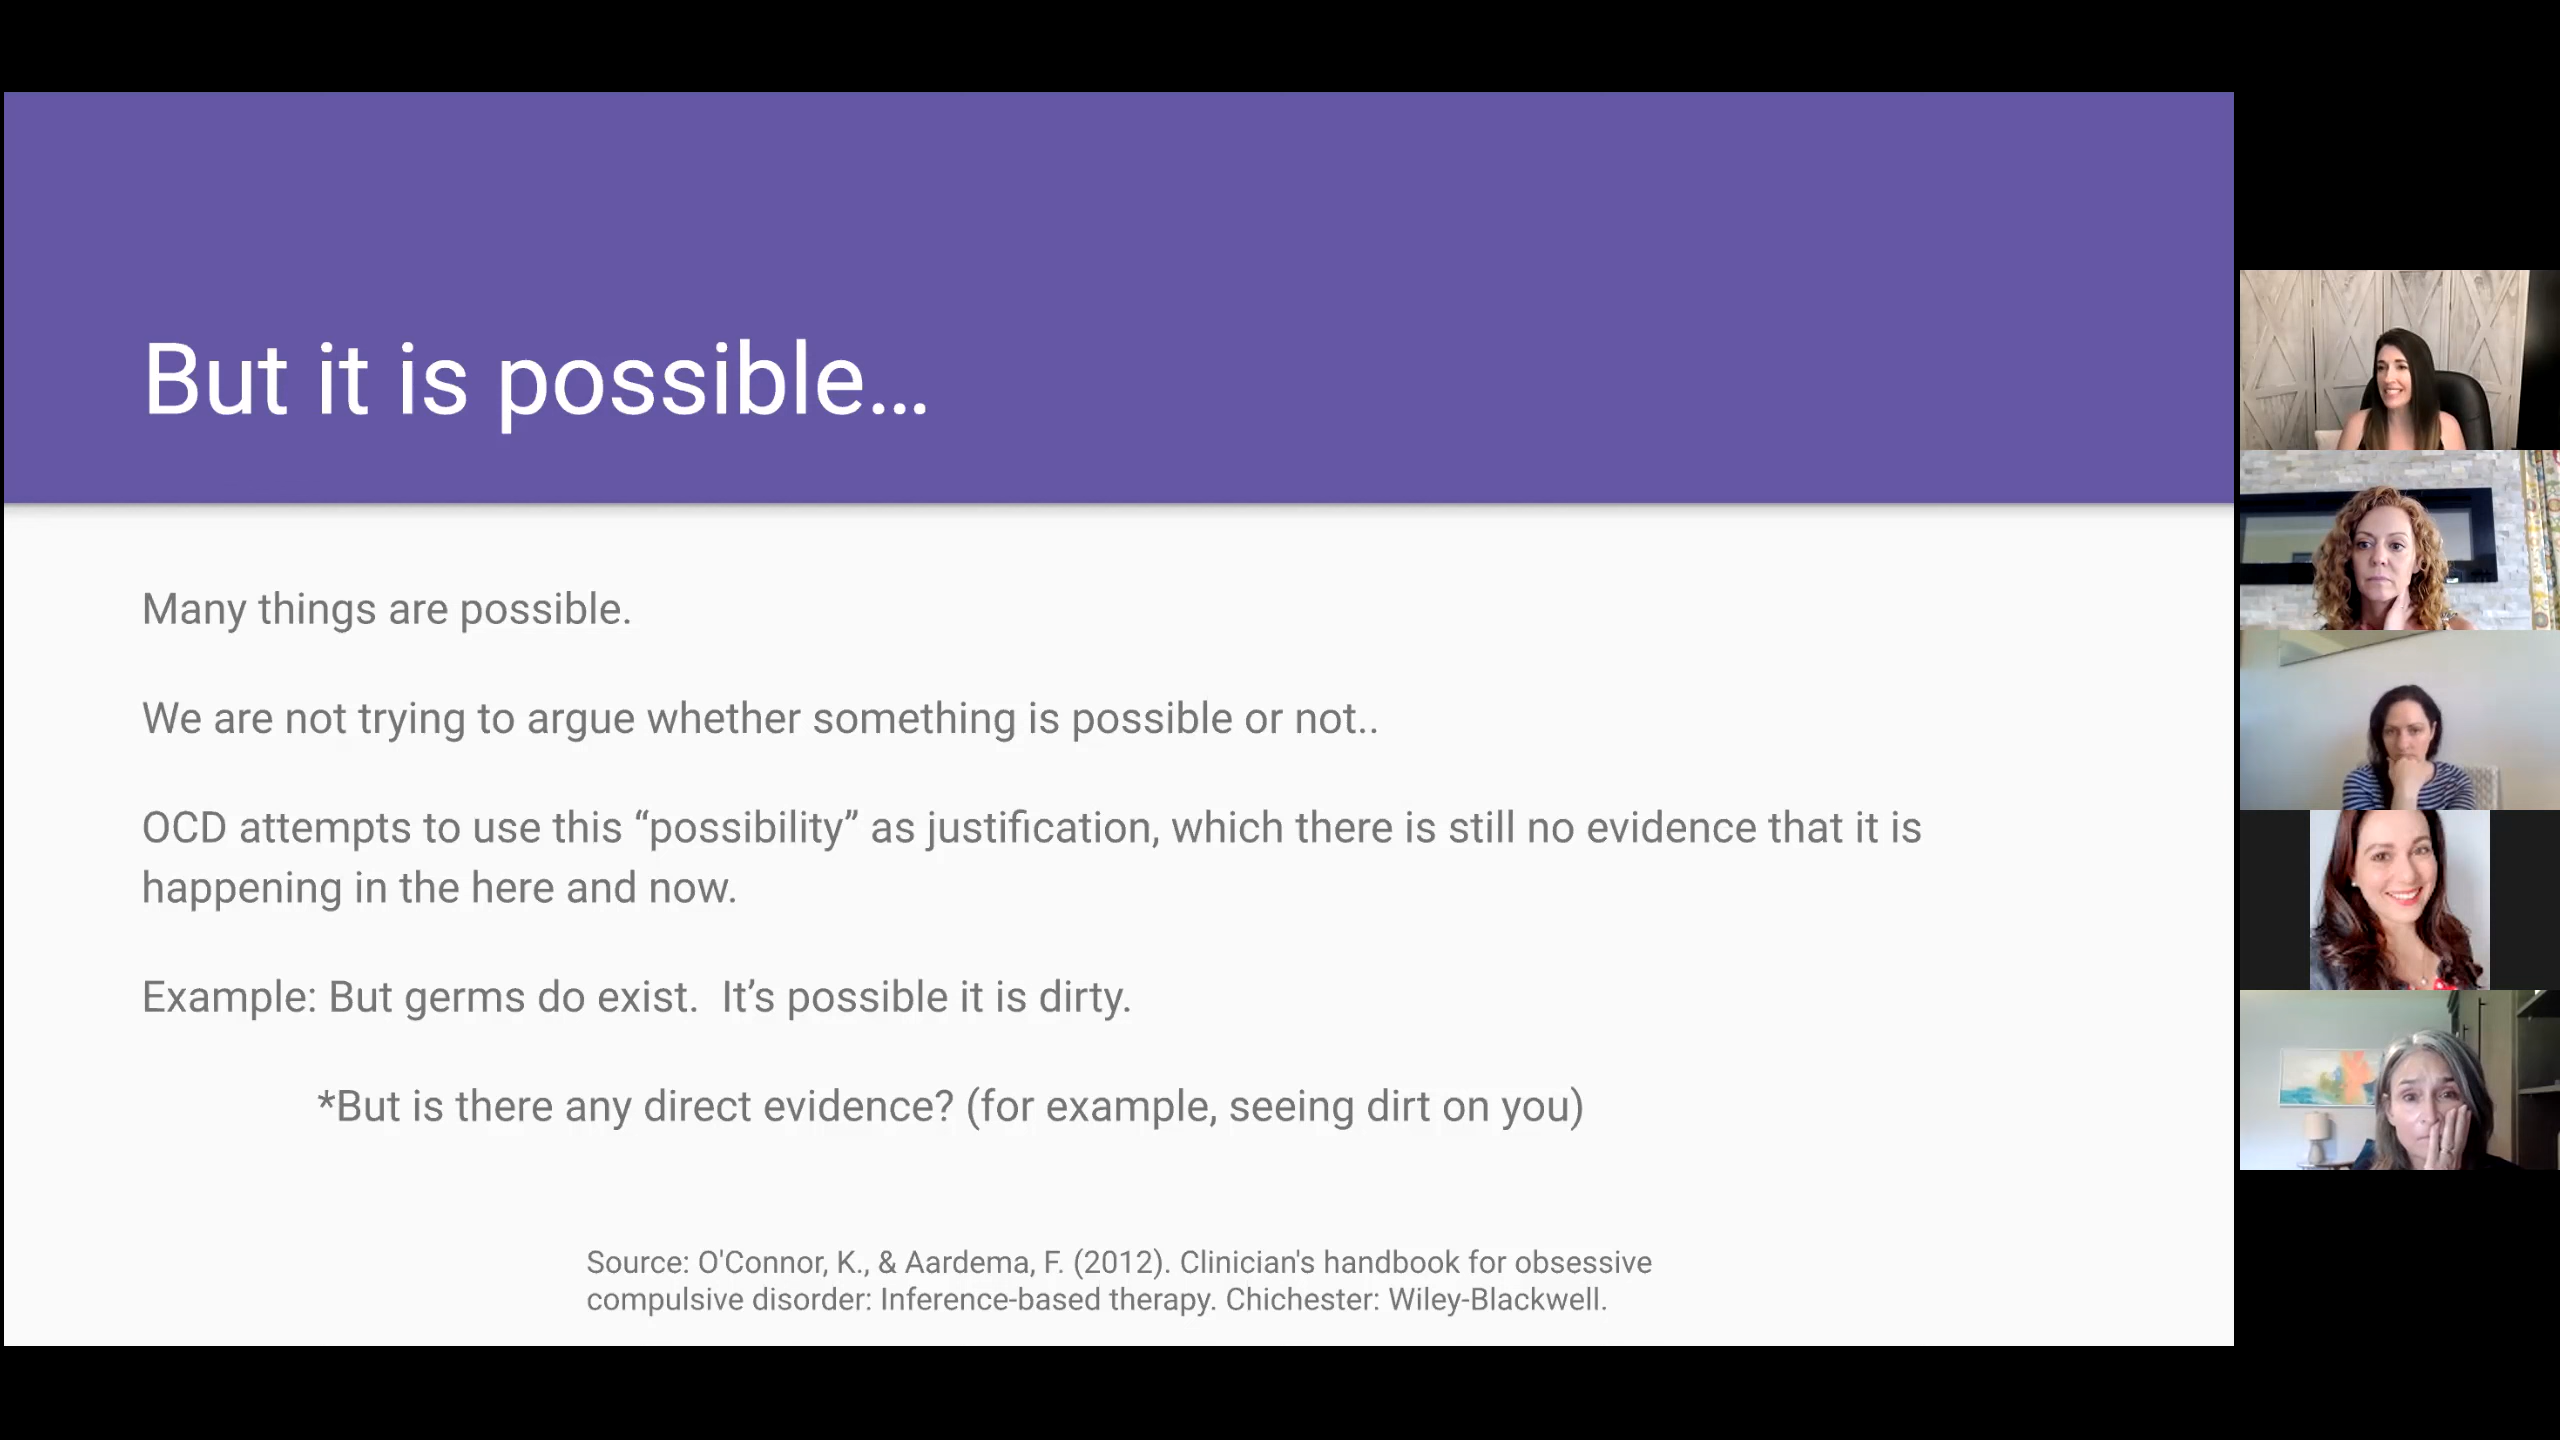 But it is possible…
Many things are possible.
We are not trying to argue whether something is possible or not..
OCD attempts to use this “possibility” as justification, which there is still no evidence that it is
happening in the here and now.
Example: But germs do exist.  It’s possible it is dirty.
*But is there any direct evidence? (for example, seeing dirt on you)
Source: O'Connor, K., & Aardema, F. (2012). Clinician's handbook for obsessive
compulsive disorder: Inference-based therapy. Chichester: Wiley-Blackwell.